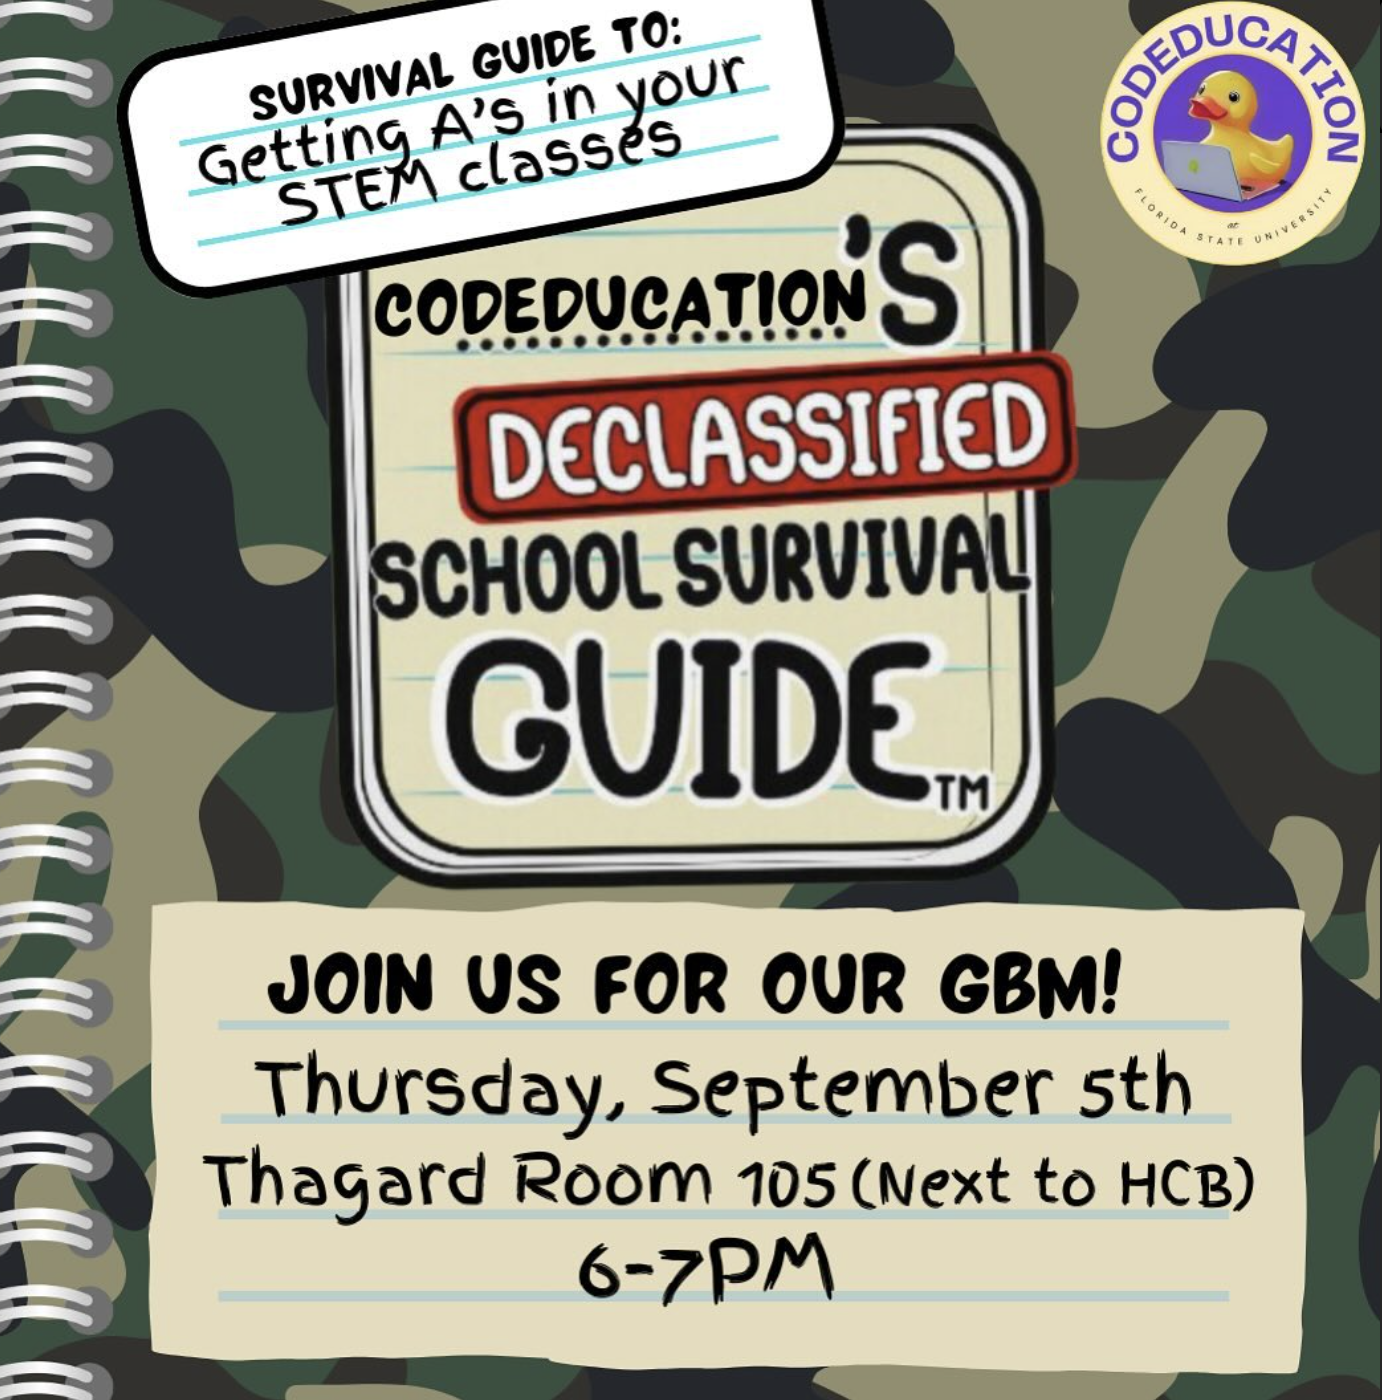 SURVIVAL GUIDE TO:
Getting A's in your
STEM classes
CODEDUCATION
at
FLORIDA STATE UNIVERSITY
CODEDUCATION'S
DECLASSIFIED
SCHOOL SURVIVAL
GUIDE TM
JOIN US FOR OUR GBM!
Thursday, September 5th
Thagard Room 105 (Next to HCB)
6-7PM